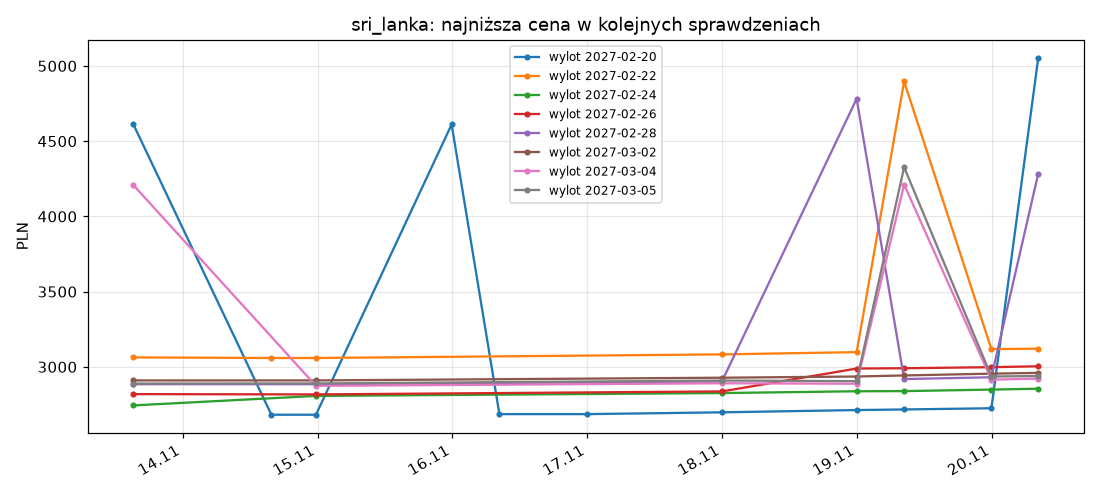 sri_lanka: najniższa cena w kolejnych sprawdzeniach
PLN
5000
4500
4000
3500
3000
wylot 2027-02-20
wylot 2027-02-22
wylot 2027-02-24
wylot 2027-02-26
wylot 2027-02-28
wylot 2027-03-02
wylot 2027-03-04
wylot 2027-03-05
14.11
15.11
16.11
17.11
18.11
19.11
20.11